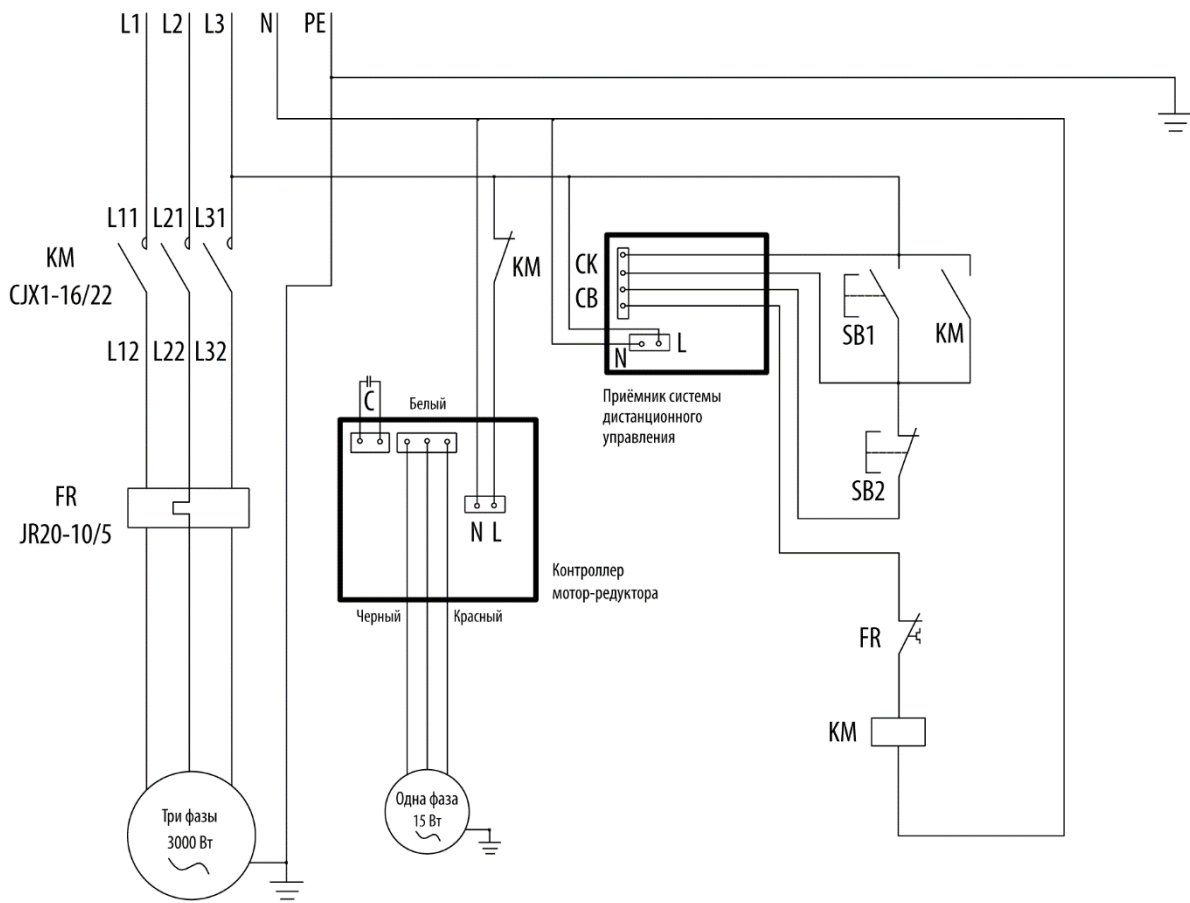 L1 L2 L3 N PE
L11 L21 L31
KM
CJX1-16/22
KM
CK
CB
SB1
KM
L12 L22 L32
N
L
Приёмник системы
дистанционного
управления
C
Белый
SB2
FR
JR20-10/5
N L
Контроллер
мотор-редуктора
Черный
Красный
FR
KM
Три фазы
3000 Вт
Одна фаза
15 Вт